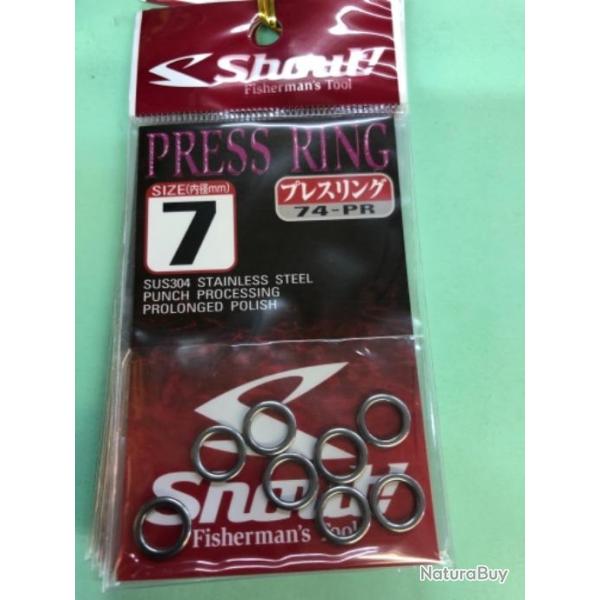 Shout!
Fisherman's Tool
PRESS RING
SIZE(内径mm)
7
プレスリング
74-PR
SUS304 STAINLESS STEEL
PUNCH PROCESSING
PROLONGED POLISH
Shout!
Fisherman's Tool
NaturaBuy